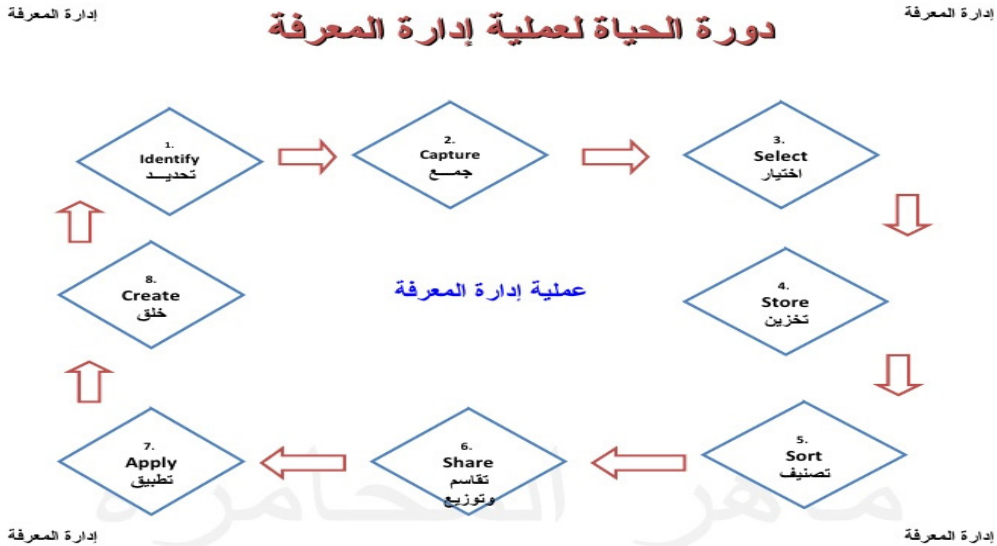 إدارة المعرفة
إدارة المعرفة
دورة الحياة لعملية إدارة المعرفة
1.
Identify
تحديـــد
2.
Capture
جمـــع
3.
Select
اختيار
8.
Create
خلق
عملية إدارة المعرفة
4.
Store
تخزين
7.
Apply
تطبيق
6.
Share
تقاسم
وتوزيع
5.
Sort
تصنيف
ماهر المحامرة
إدارة المعرفة
إدارة المعرفة